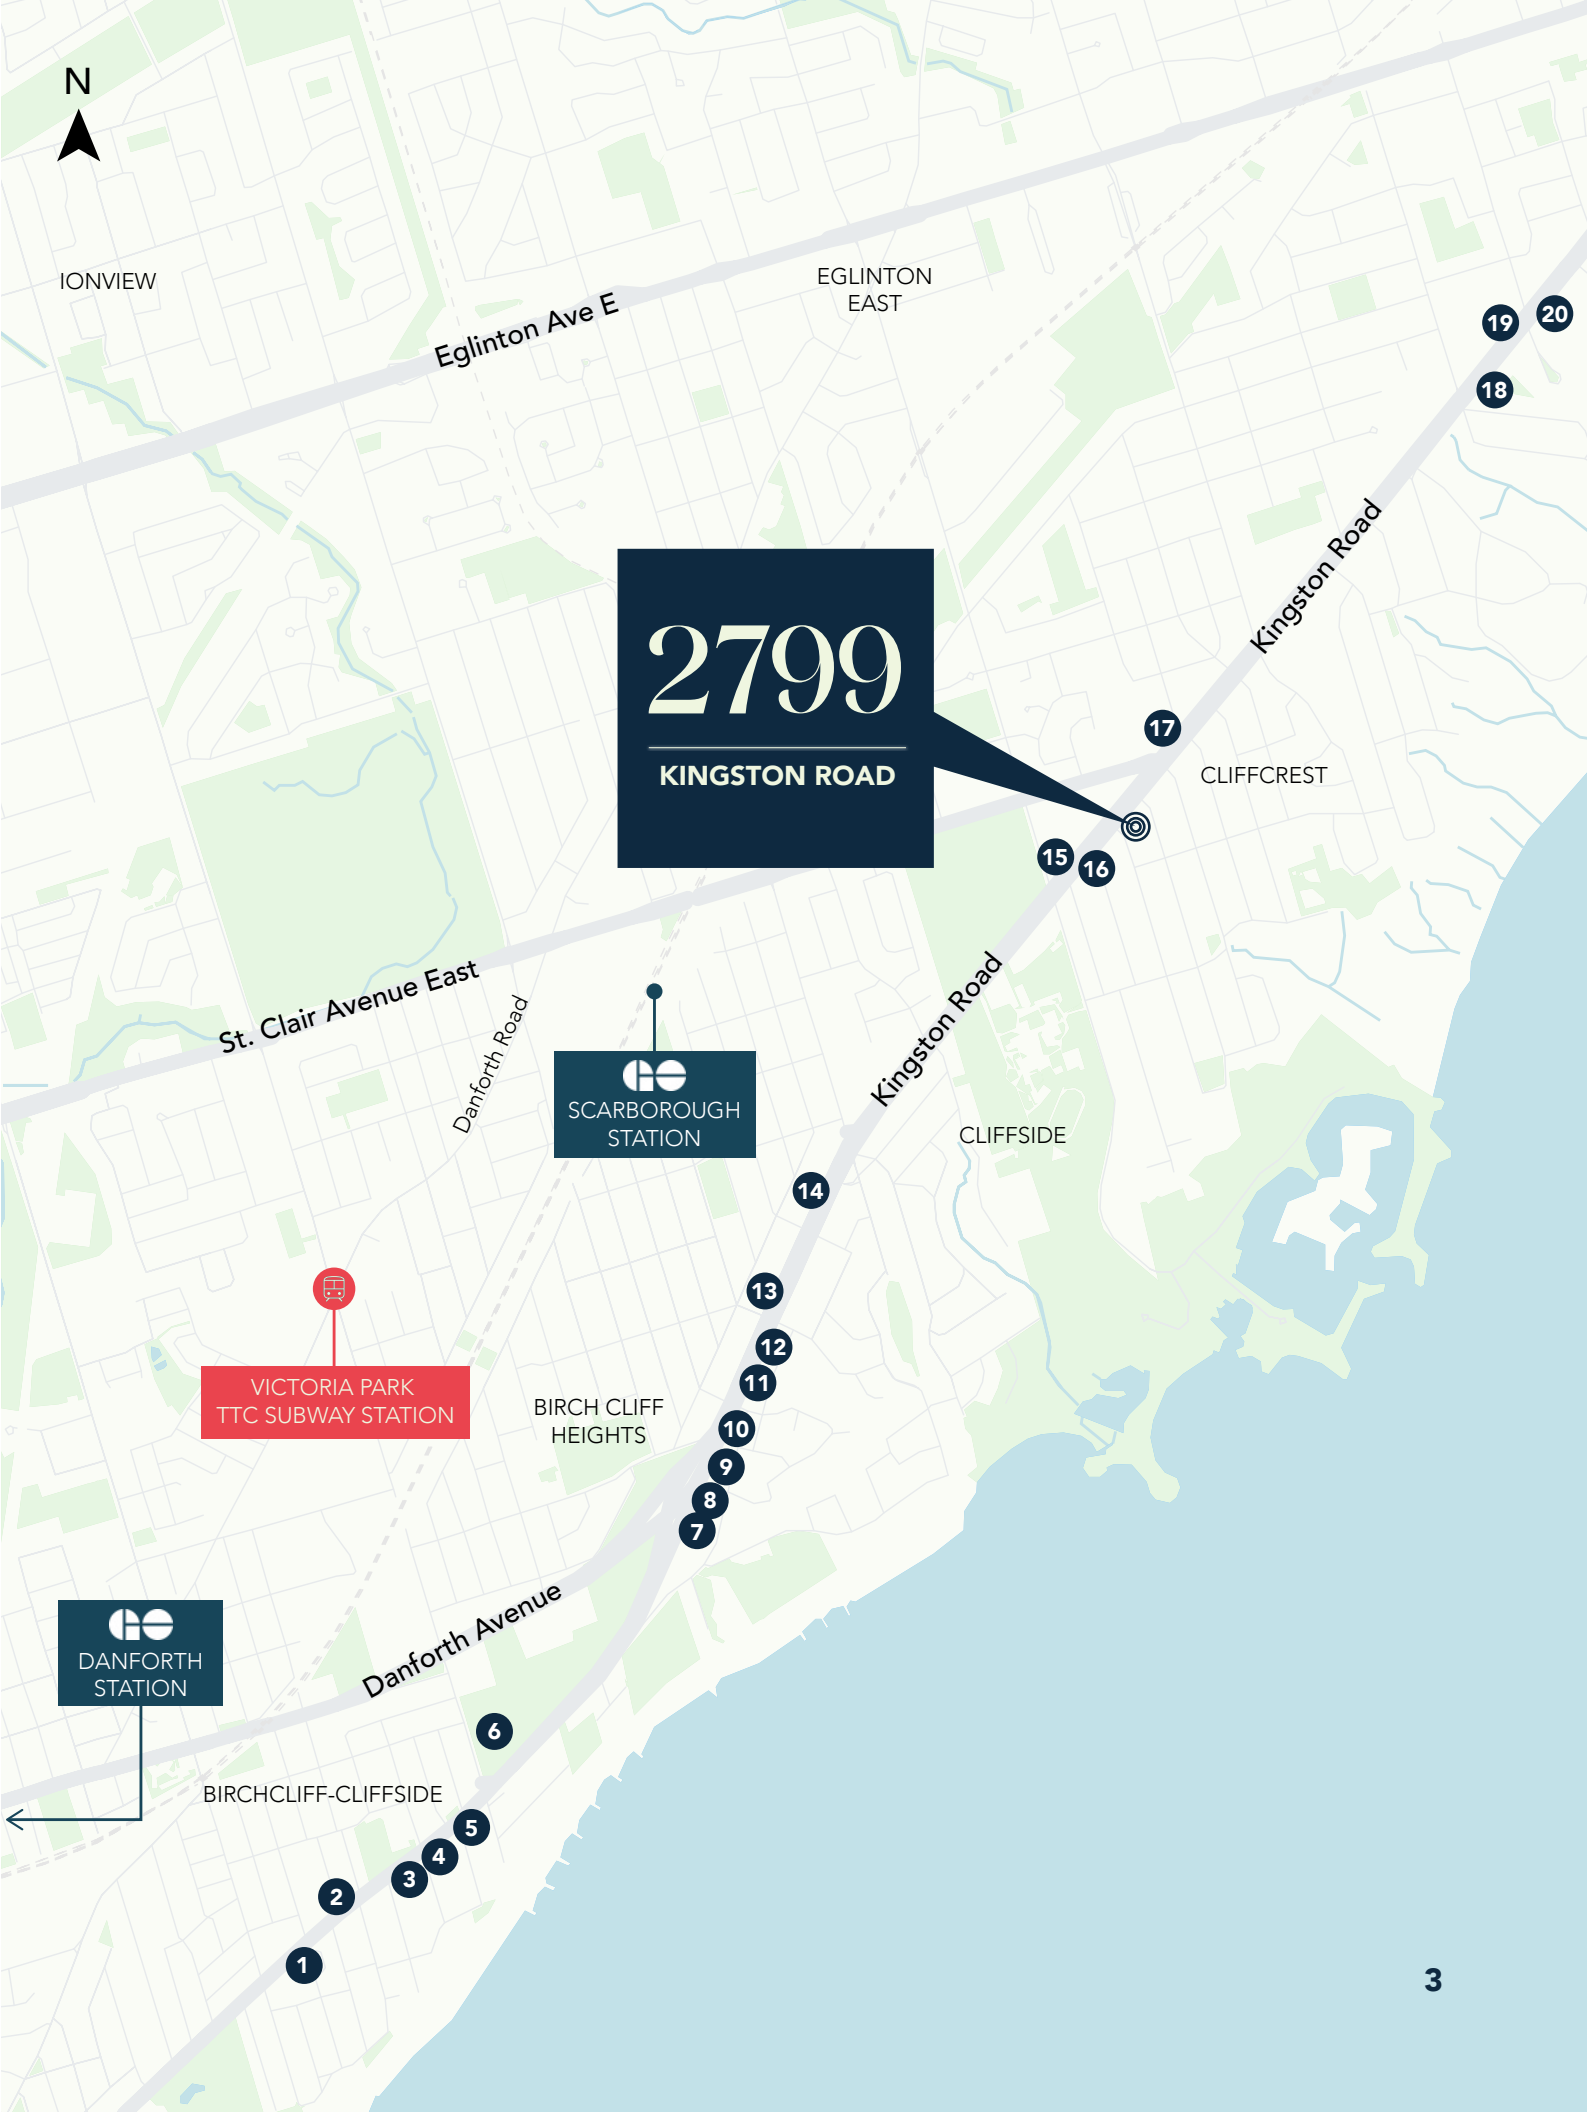 N
IONVIEW
EGLINTON
EAST
Eglinton Ave E
19
20
18
Kingston Road
2799
KINGSTON ROAD
17
CLIFFCREST
15
16
St. Clair Avenue East
Danforth Road
Kingston Road
GO
SCARBOROUGH
STATION
CLIFFSIDE
14
13
12
11
VICTORIA PARK
TTC SUBWAY STATION
BIRCH CLIFF
HEIGHTS
10
9
8
7
Danforth Avenue
GO
DANFORTH
STATION
6
BIRCHCLIFF-CLIFFSIDE
5
4
3
2
1
3